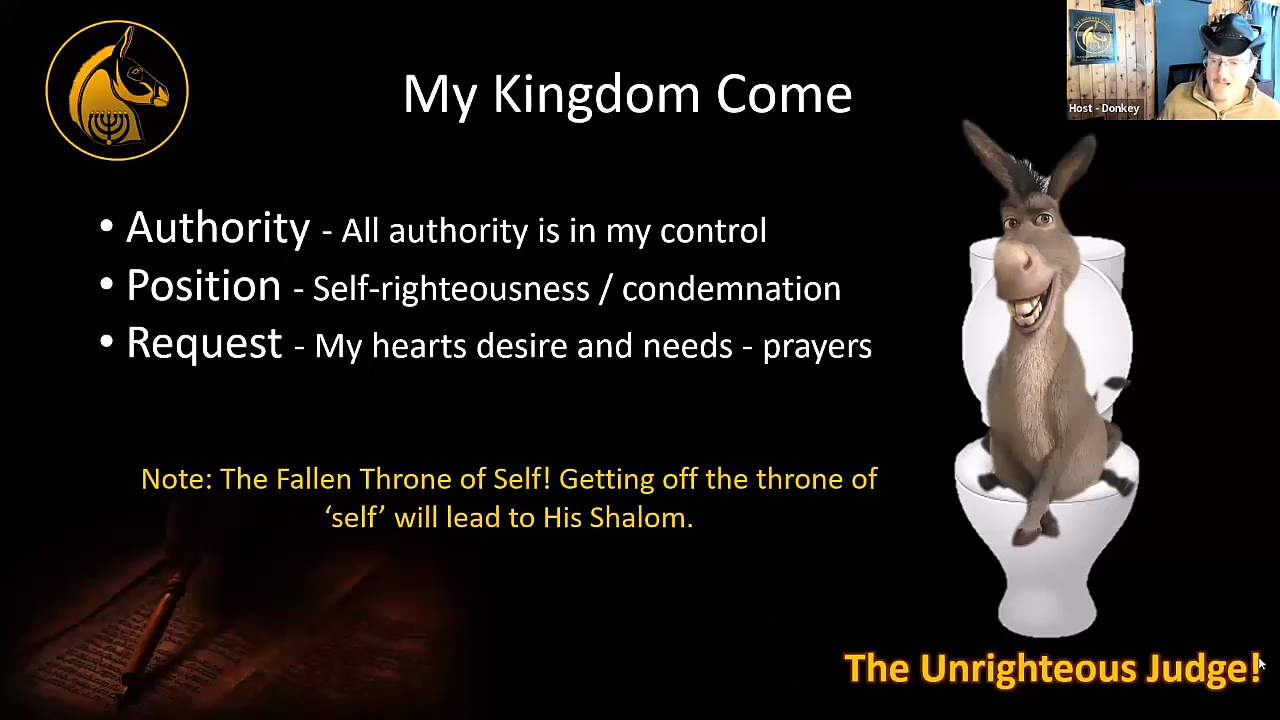 My Kingdom Come
Host - Donkey
• Authority - All authority is in my control
• Position - Self-righteousness / condemnation
• Request - My hearts desire and needs - prayers
Note: The Fallen Throne of Self! Getting off the throne of
‘self’ will lead to His Shalom.
The Unrighteous Judge!